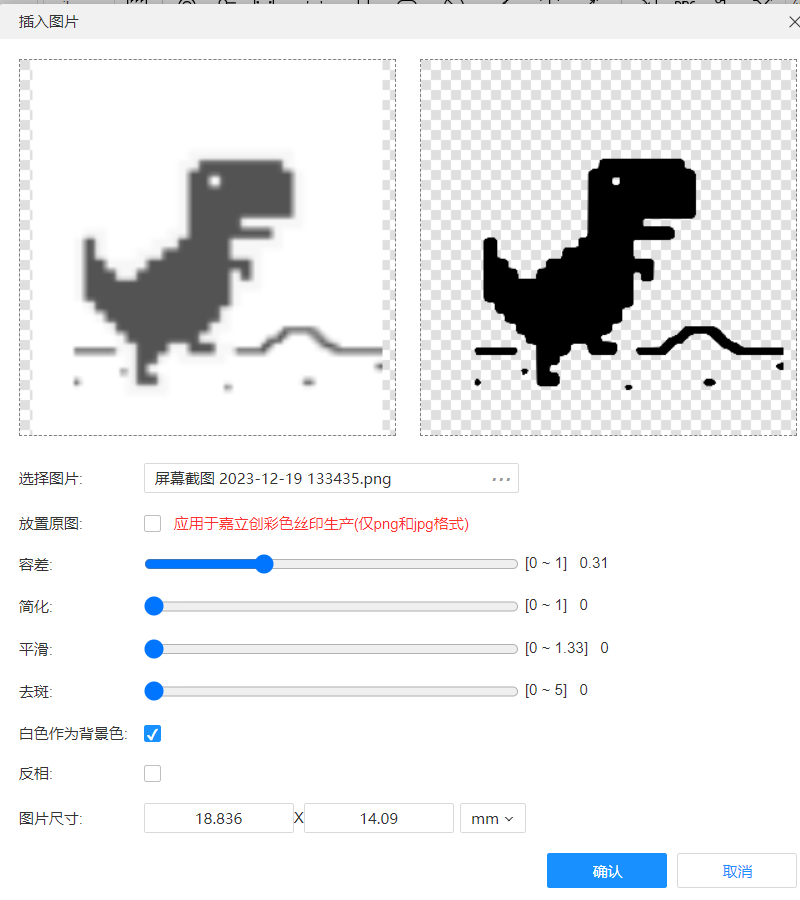 插入图片
选择图片: 屏幕截图 2023-12-19 133435.png ...
放置原图: 应用于嘉立创彩色丝印生产(仅png和jpg格式)
容差: [0 ~ 1] 0.31
简化: [0 ~ 1] 0
平滑: [0 ~ 1.33] 0
去斑: [0 ~ 5] 0
白色作为背景色:
反相:
图片尺寸: 18.836 X 14.09 mm
确认 取消